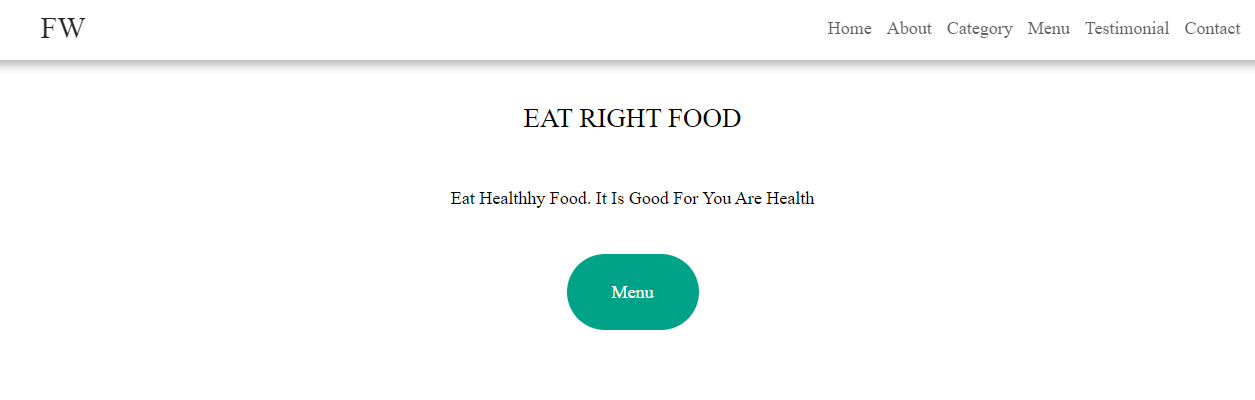 FW
Home About Category Menu Testimonial Contact
EAT RIGHT FOOD
Eat Healthhy Food. It Is Good For You Are Health
Menu